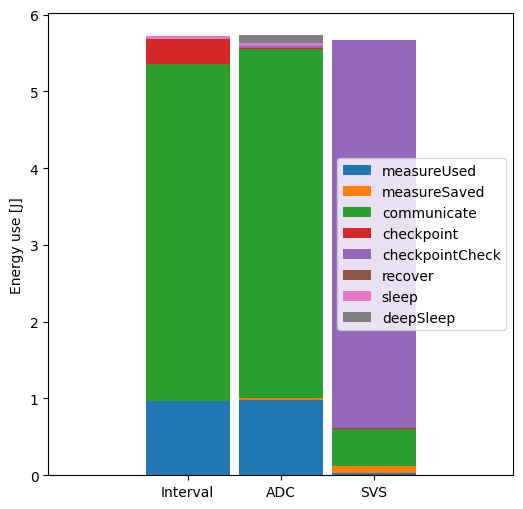 6
5
4
3
2
1
0
Energy use [J]
measureUsed
measureSaved
communicate
checkpoint
checkpointCheck
recover
sleep
deepSleep
Interval
ADC
SVS